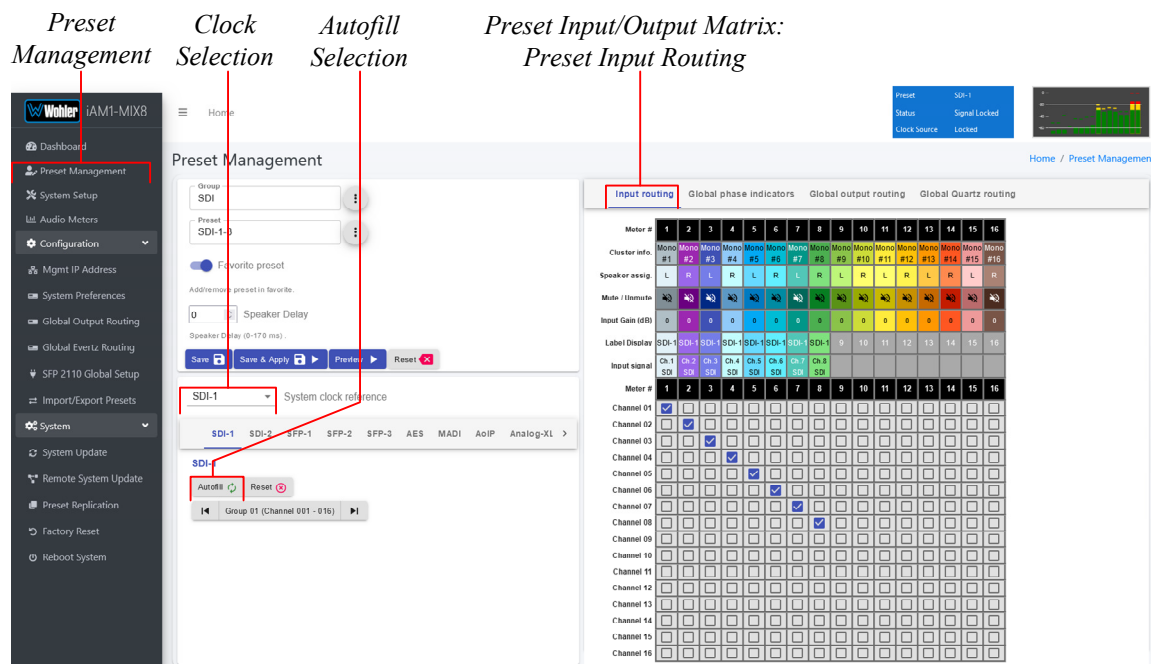 Preset Management
Clock Selection
Autofill Selection
Preset Input/Output Matrix: Preset Input Routing
Wohler iAM1-MIX8
Home
Preset SDI-1
Status Signal Locked
Clock Source Locked
Dashboard
Preset Management
System Setup
Audio Meters
Configuration
Mgmt IP Address
System Preferences
Global Output Routing
Global Evertz Routing
SFP 2110 Global Setup
Import/Export Presets
System
System Update
Remote System Update
Preset Replication
Factory Reset
Reboot System
Preset Management
Home / Preset Managemen
Group
SDI
Preset
SDI-1-8
Favorite preset
Add/remove preset in favorite.
0 Speaker Delay
Speaker Delay (0-170 ms) .
Save Save & Apply Preview Reset
SDI-1 System clock reference
SDI-1 SDI-2 SFP-1 SFP-2 SFP-3 AES MADI AoIP Analog-XL
SDI-1
Autofill Reset
Group 01 (Channel 001 - 016)
Input routing Global phase indicators Global output routing Global Quartz routing
Meter # 1 2 3 4 5 6 7 8 9 10 11 12 13 14 15 16
Cluster info. Mono #1 Mono #2 Mono #3 Mono #4 Mono #5 Mono #6 Mono #7 Mono #8 Mono #9 Mono #10 Mono #11 Mono #12 Mono #13 Mono #14 Mono #15 Mono #16
Speaker assig. L R L R L R L R L R L R L R L R
Mute / Unmute
Input Gain (dB) 0 0 0 0 0 0 0 0 0 0 0 0 0 0 0 0
Label Display SDI-1 SDI-1 SDI-1 SDI-1 SDI-1 SDI-1 SDI-1 SDI-1 9 10 11 12 13 14 15 16
Input signal Ch.1 SDI Ch.2 SDI Ch.3 SDI Ch.4 SDI Ch.5 SDI Ch.6 SDI Ch.7 SDI Ch.8 SDI
Meter # 1 2 3 4 5 6 7 8 9 10 11 12 13 14 15 16
Channel 01
Channel 02
Channel 03
Channel 04
Channel 05
Channel 06
Channel 07
Channel 08
Channel 09
Channel 10
Channel 11
Channel 12
Channel 13
Channel 14
Channel 15
Channel 16